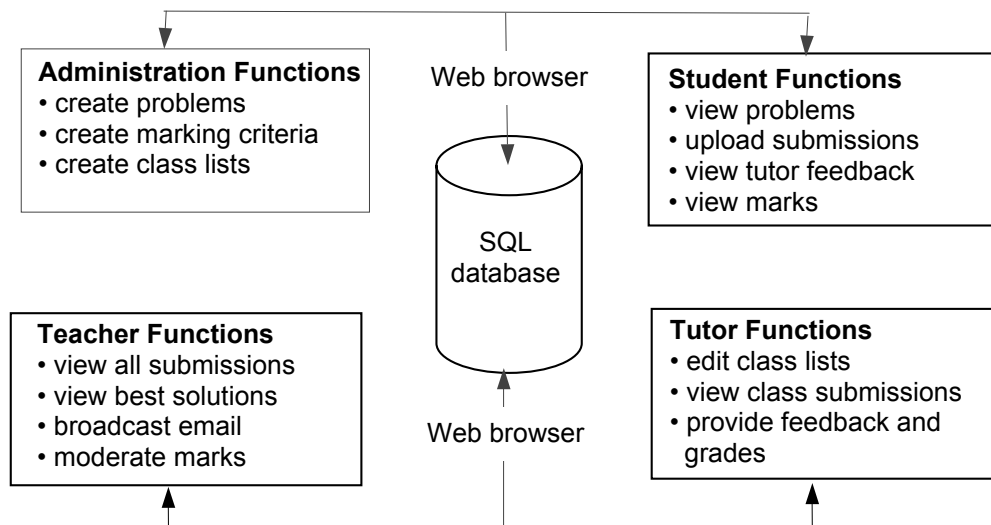 Administration Functions
• create problems
• create marking criteria
• create class lists
Web browser
Student Functions
• view problems
• upload submissions
• view tutor feedback
• view marks
SQL
database
Teacher Functions
• view all submissions
• view best solutions
• broadcast email
• moderate marks
Web browser
Tutor Functions
• edit class lists
• view class submissions
• provide feedback and
grades